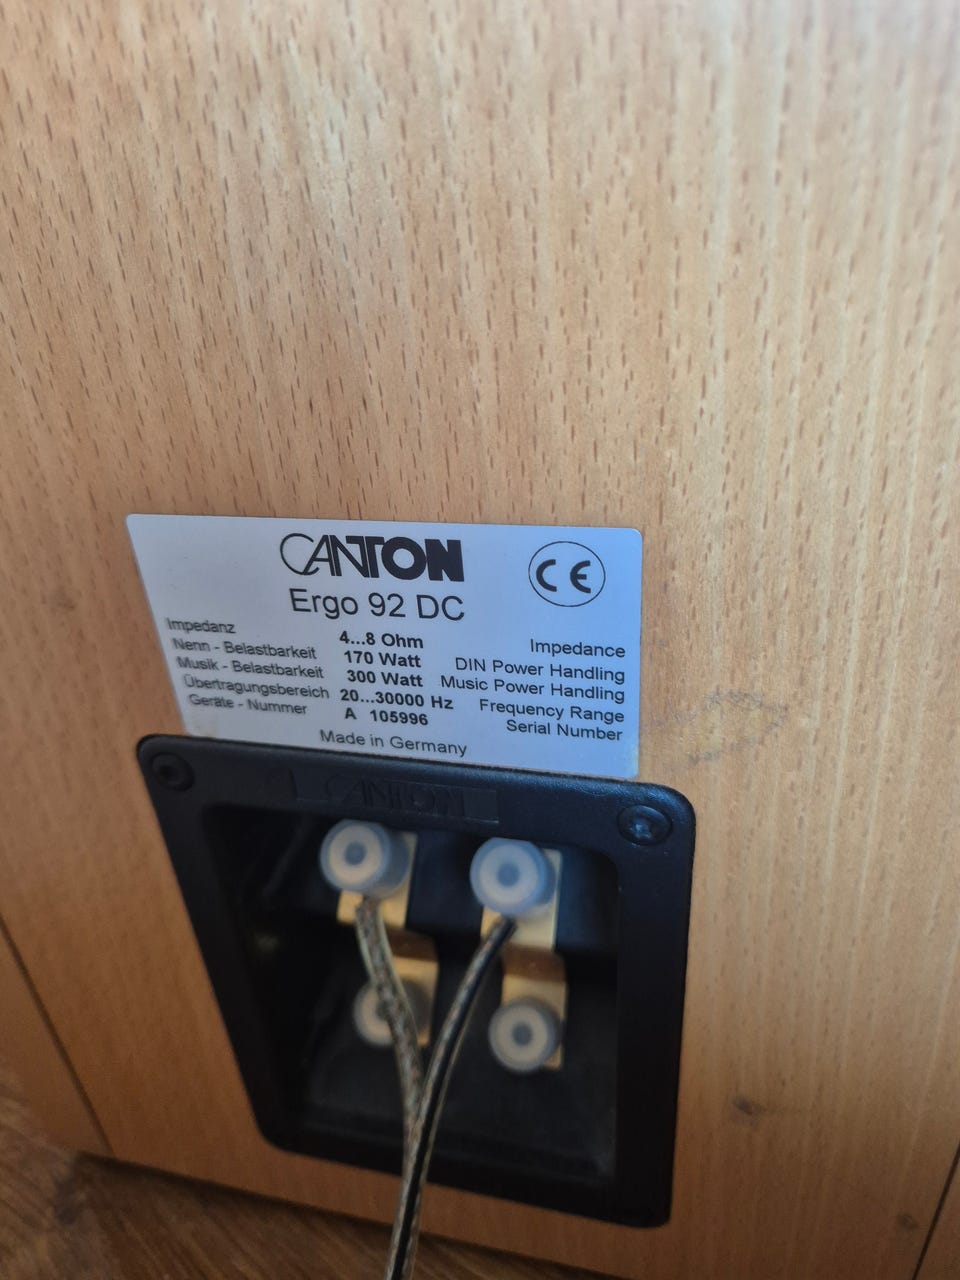 CANTON
CE
Ergo 92 DC
Impedanz 4...8 Ohm Impedance
Nenn - Belastbarkeit 170 Watt DIN Power Handling
Musik - Belastbarkeit 300 Watt Music Power Handling
Übertragungsbereich 20...30000 Hz Frequency Range
Geräte - Nummer A 105996 Serial Number
Made in Germany
CANTON